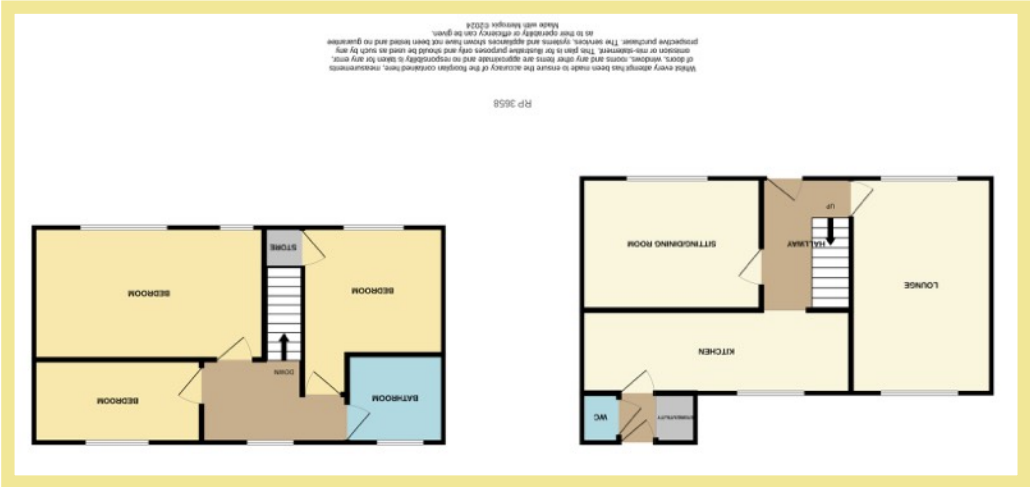 WC
KITCHEN
LOUNGE
HALLWAY
SITTING/DINING ROOM
UP
BATHROOM
BEDROOM
DOWN
BEDROOM
BEDROOM
STORE
RP 3658
Whilst every attempt has been made to ensure the accuracy of the floorplan contained here, measurements
of doors, windows, rooms and any other items are approximate and no responsibility is taken for any error,
omission or mis-statement. This plan is for illustrative purposes only and should be used as such by any
prospective purchaser. The services, systems and appliances shown have not been tested and no guarantee
as to their operability or efficiency can be given.
Made with Metropix ©2024